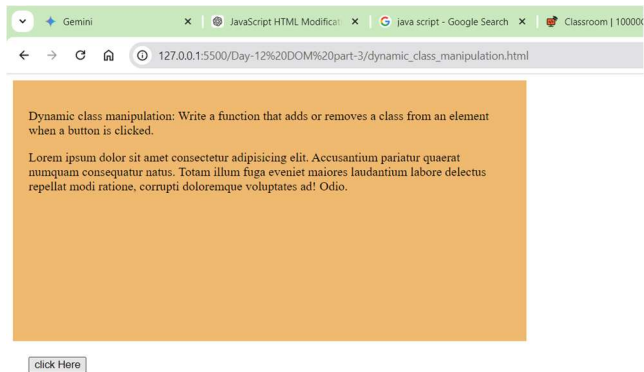 Gemini
JavaScript HTML Modificat
java script - Google Search
Classroom | 10000
127.0.0.1:5500/Day-12%20DOM%20part-3/dynamic_class_manipulation.html
Dynamic class manipulation: Write a function that adds or removes a class from an element
when a button is clicked.
Lorem ipsum dolor sit amet consectetur adipisicing elit. Accusantium pariatur quaerat
numquam consequatur natus. Totam illum fuga eveniet maiores laudantium labore delectus
repellat modi ratione, corrupti doloremque voluptates ad! Odio.
click Here